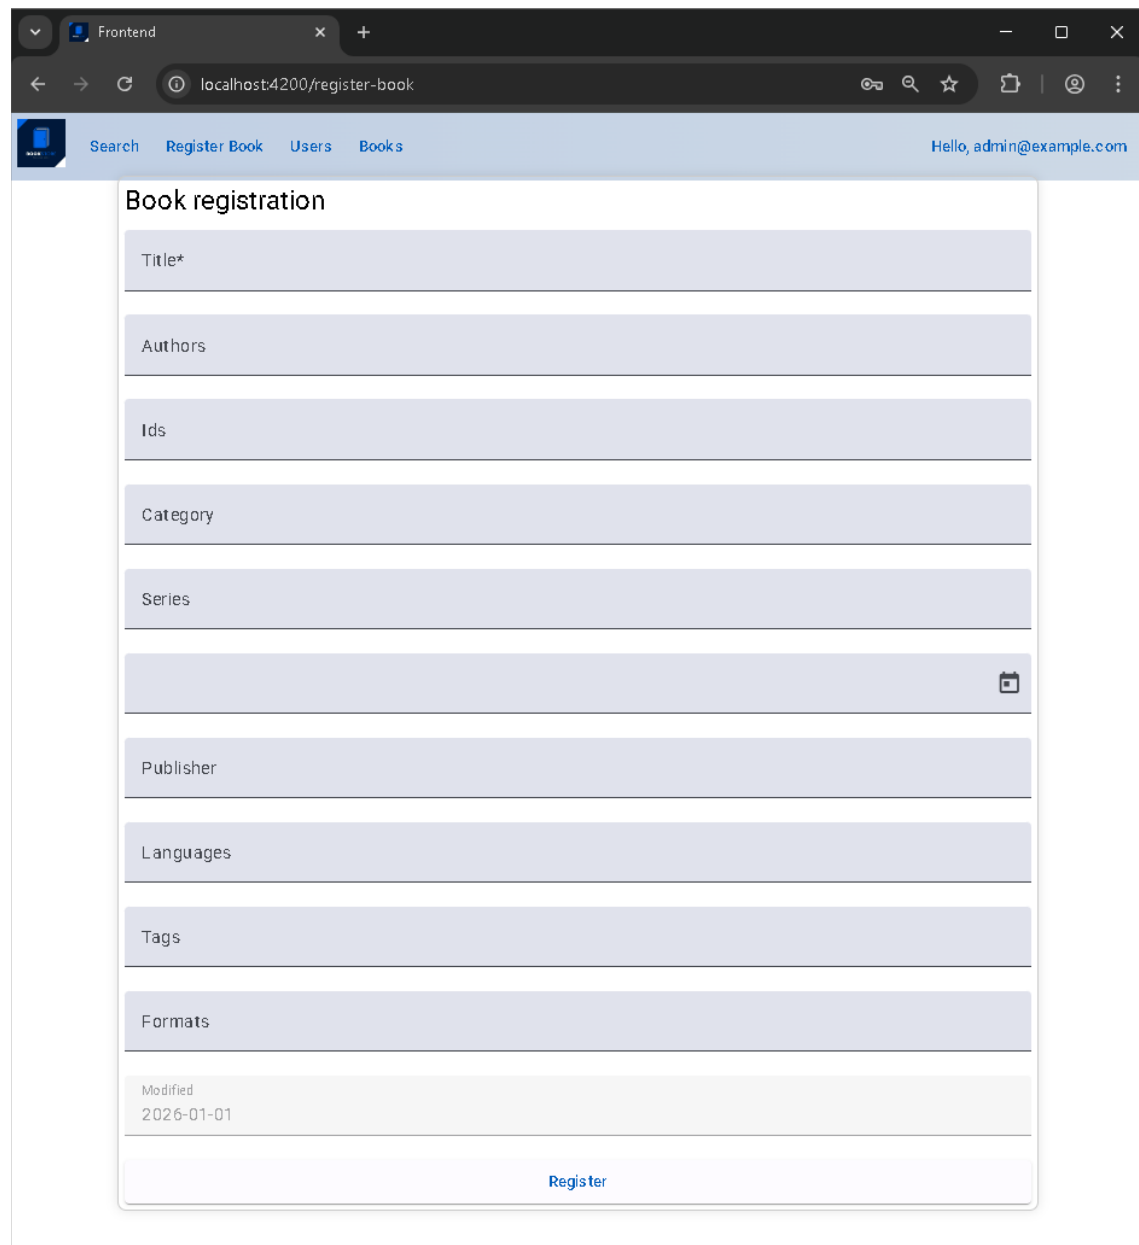 Frontend
localhost:4200/register-book
Search Register Book Users Books Hello, admin@example.com
Book registration
Title*
Authors
Ids
Category
Series
Publisher
Languages
Tags
Formats
Modified
2026-01-01
Register